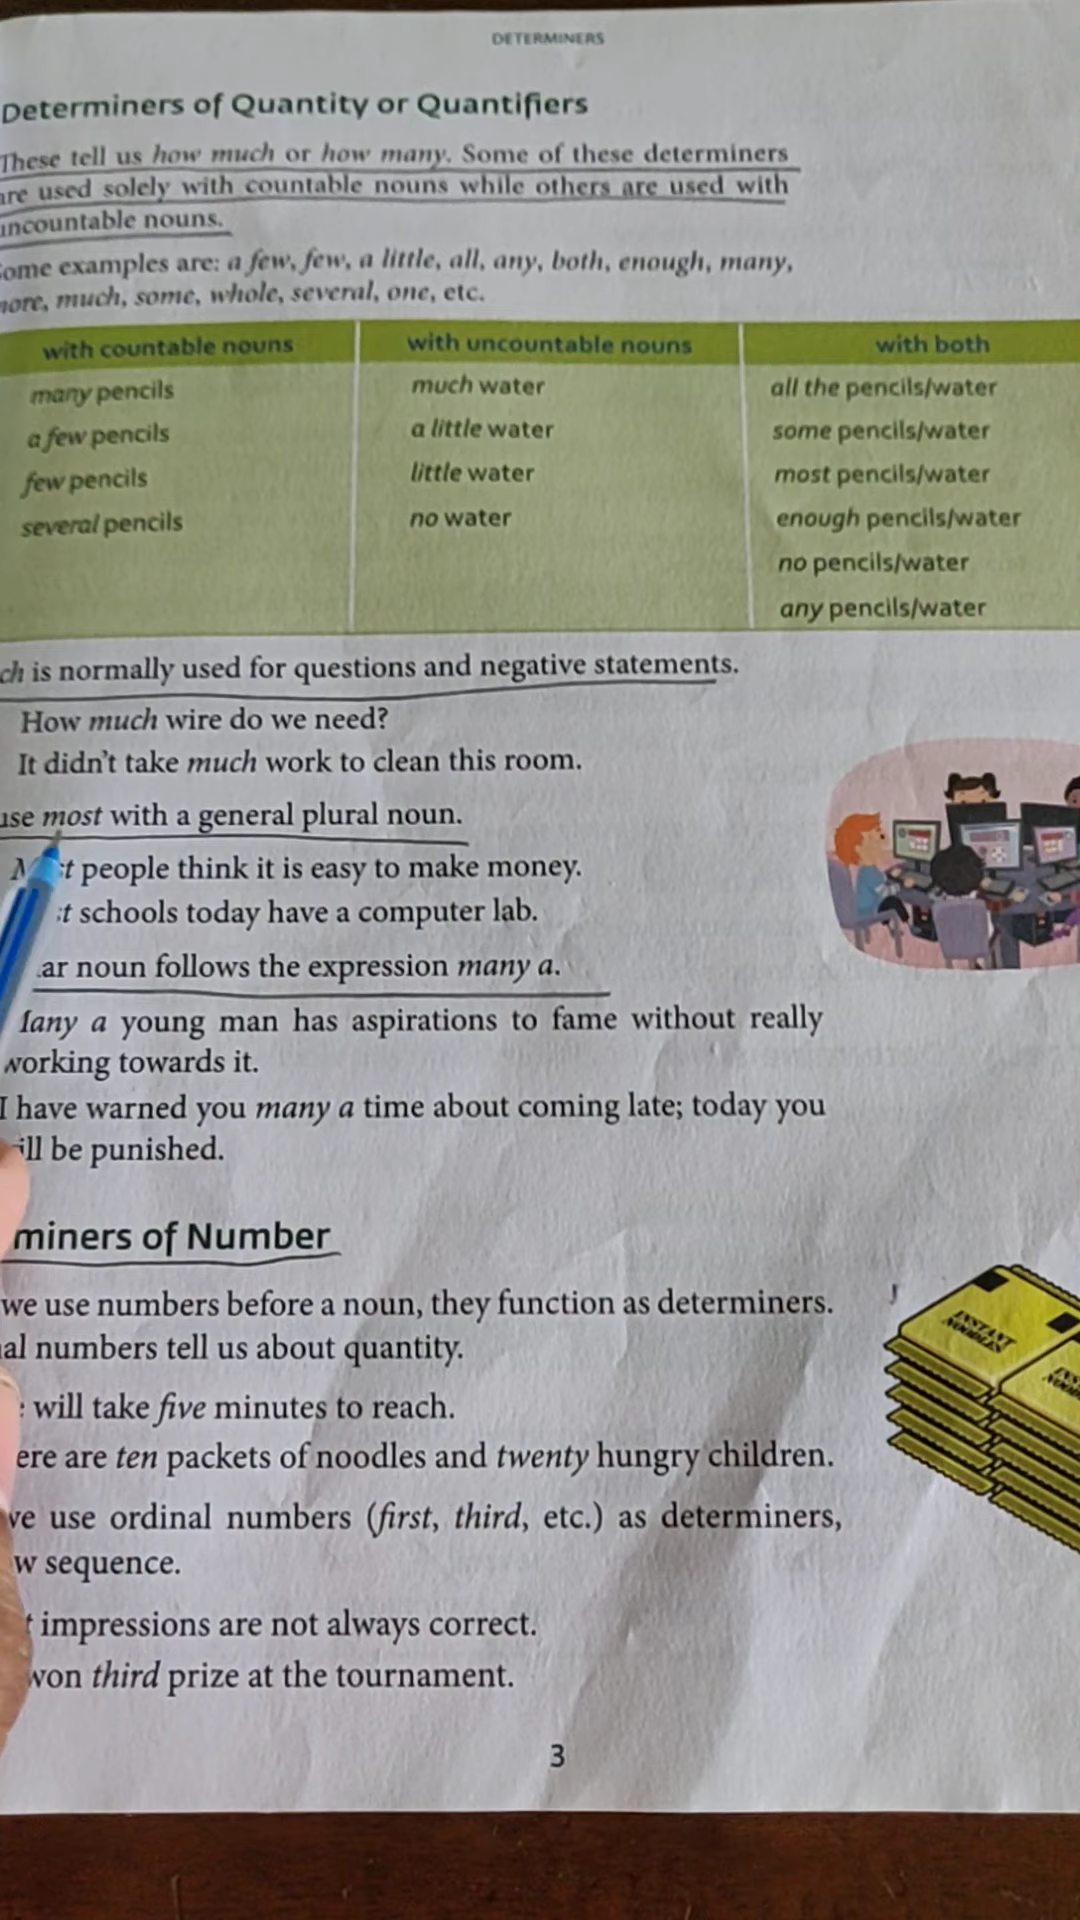 DETERMINERS
Determiners of Quantity or Quantifiers
These tell us how much or how many. Some of these determiners
are used solely with countable nouns while others are used with
uncountable nouns.
Some examples are: a few, few, a little, all, any, both, enough, many,
more, much, some, whole, several, one, etc.
with countable nouns with uncountable nouns with both
many pencils much water all the pencils/water
a few pencils a little water some pencils/water
few pencils little water most pencils/water
several pencils no water enough pencils/water
no pencils/water
any pencils/water
ch is normally used for questions and negative statements.
How much wire do we need?
It didn't take much work to clean this room.
use most with a general plural noun.
people think it is easy to make money.
schools today have a computer lab.
ar noun follows the expression many a.
any a young man has aspirations to fame without really
working towards it.
I have warned you many a time about coming late; today you
ill be punished.
miners of Number
we use numbers before a noun, they function as determiners.
al numbers tell us about quantity.
will take five minutes to reach.
ere are ten packets of noodles and twenty hungry children.
we use ordinal numbers (first, third, etc.) as determiners,
w sequence.
t impressions are not always correct.
won third prize at the tournament.
INSTANT
NOODLES
3